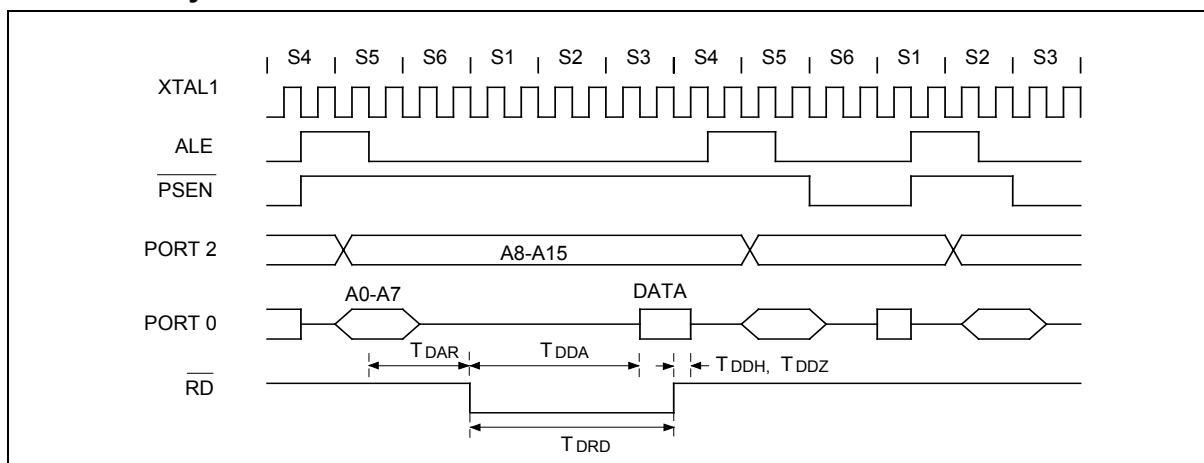 S4 S5 S6 S1 S2 S3 S4 S5 S6 S1 S2 S3
XTAL1
ALE
PSEN
PORT 2
A8-A15
A0-A7
DATA
PORT 0
TDAR
TDDA
TDDH, TDDZ
RD
TDRD